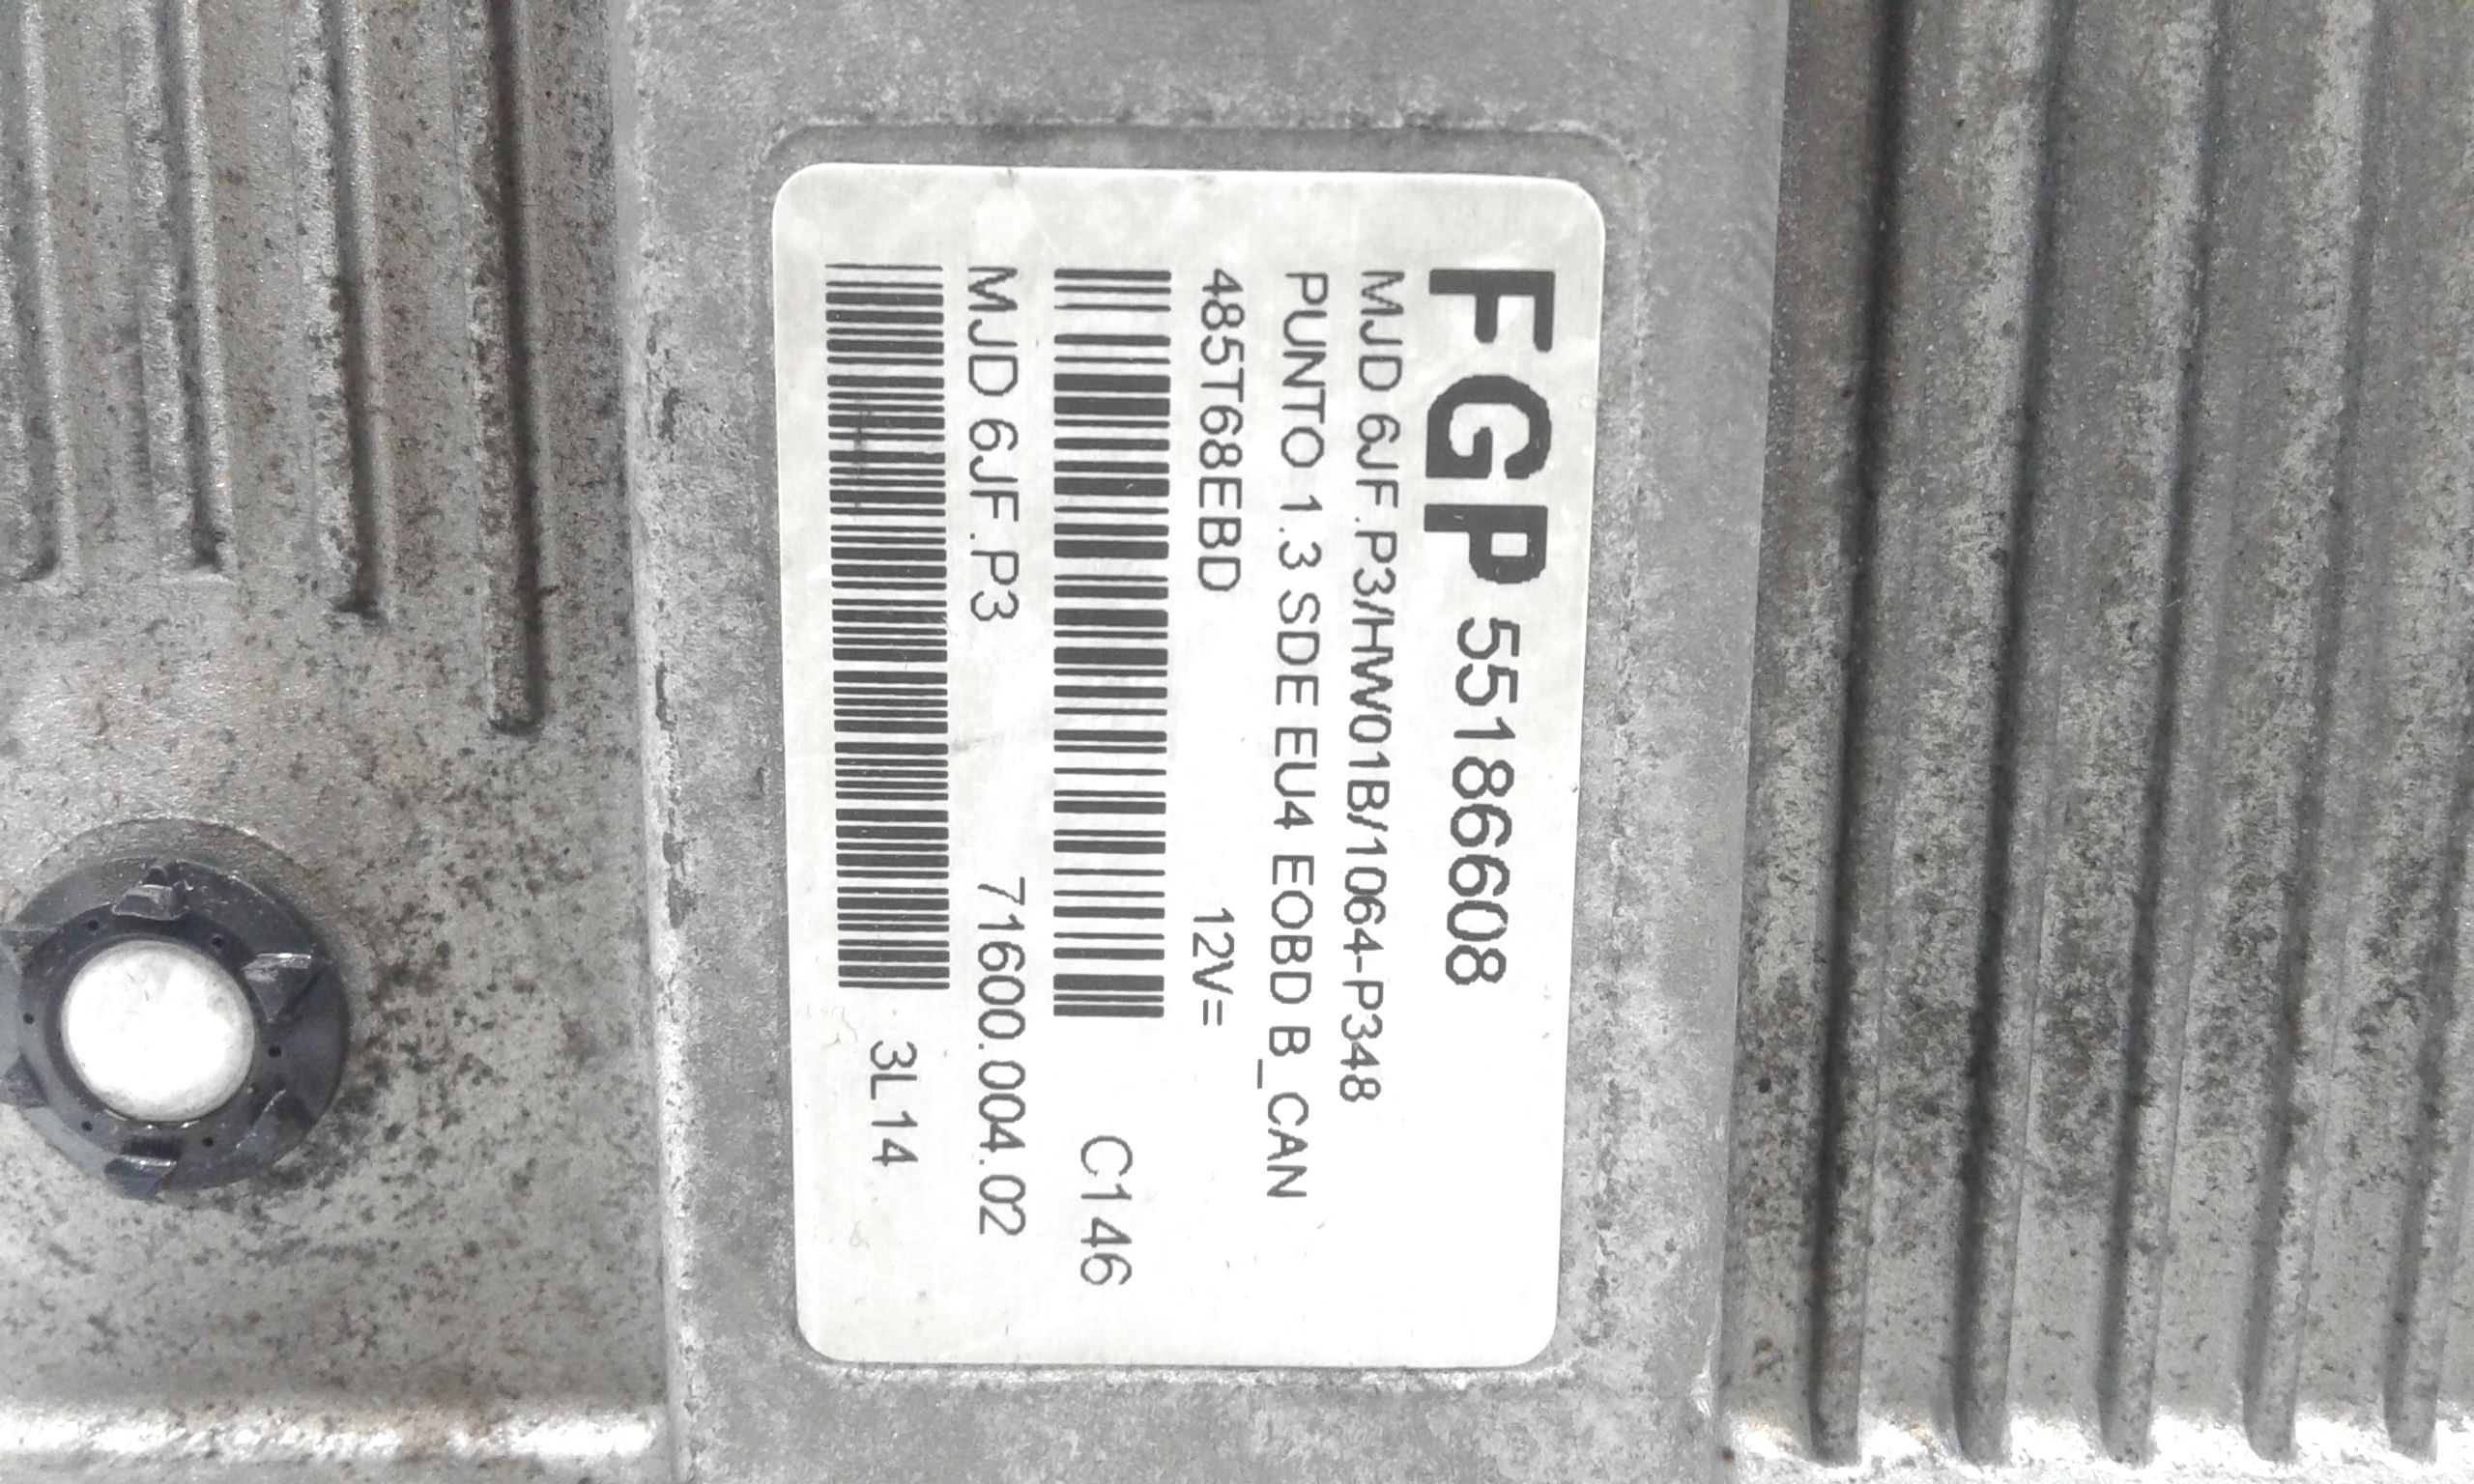 FGP 55186608
MJD 6JF.P3/HW01B/1064-P348
PUNTO 1.3 SDE EU4 EOBD B_CAN
485T68EBD 12V=
C146
MJD 6JF.P3 71600.004.02
3L14